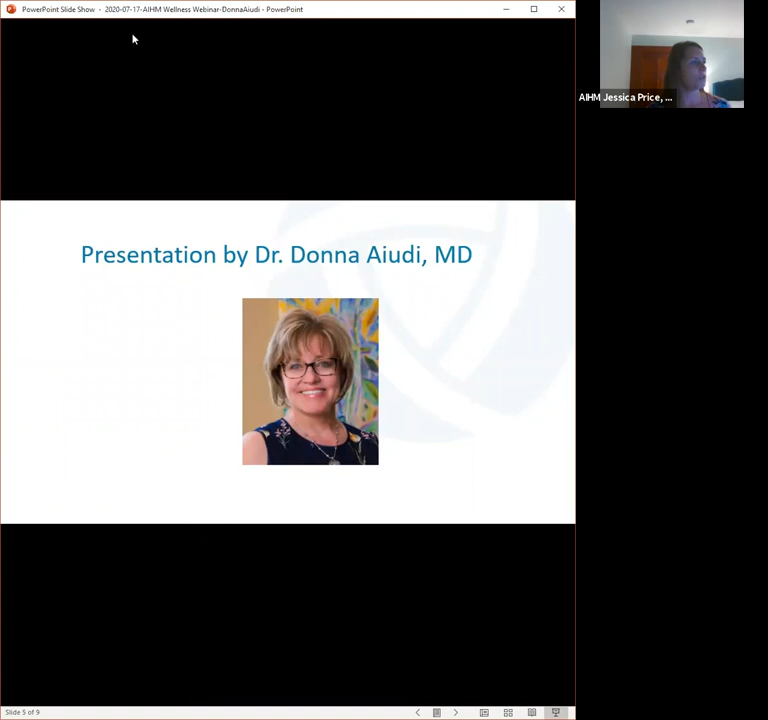 PowerPoint Slide Show - 2020-07-17-AIHM Wellness Webinar-DonnaAiudi - PowerPoint
AIHM Jessica Price, ...
Presentation by Dr. Donna Aiudi, MD
Slide 5 of 9